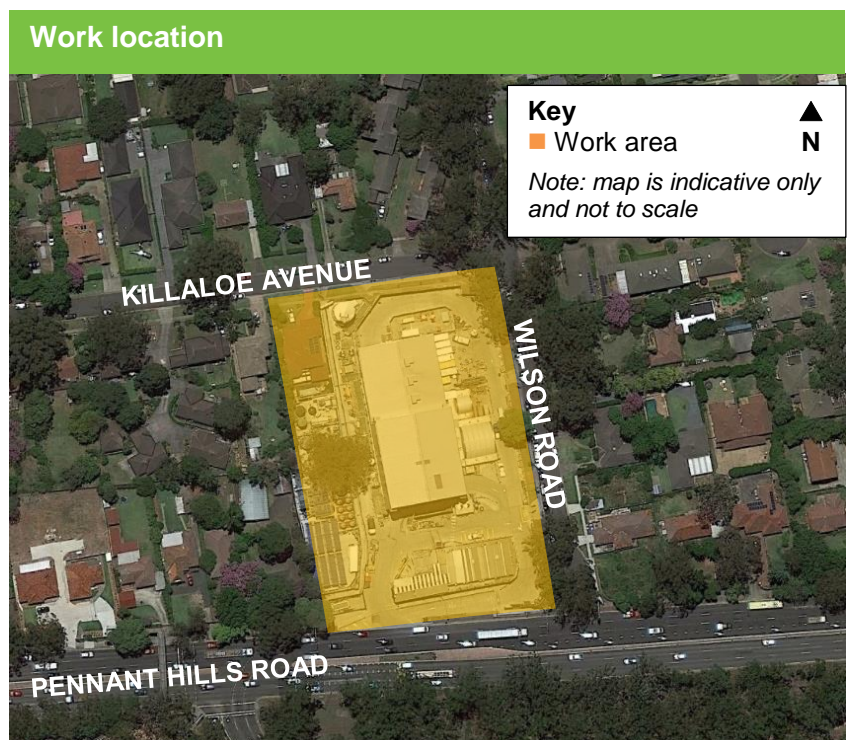 Work location
Key
Work area
N
Note: map is indicative only
and not to scale
KILLALOE AVENUE
WILSON ROAD
PENNANT HILLS ROAD